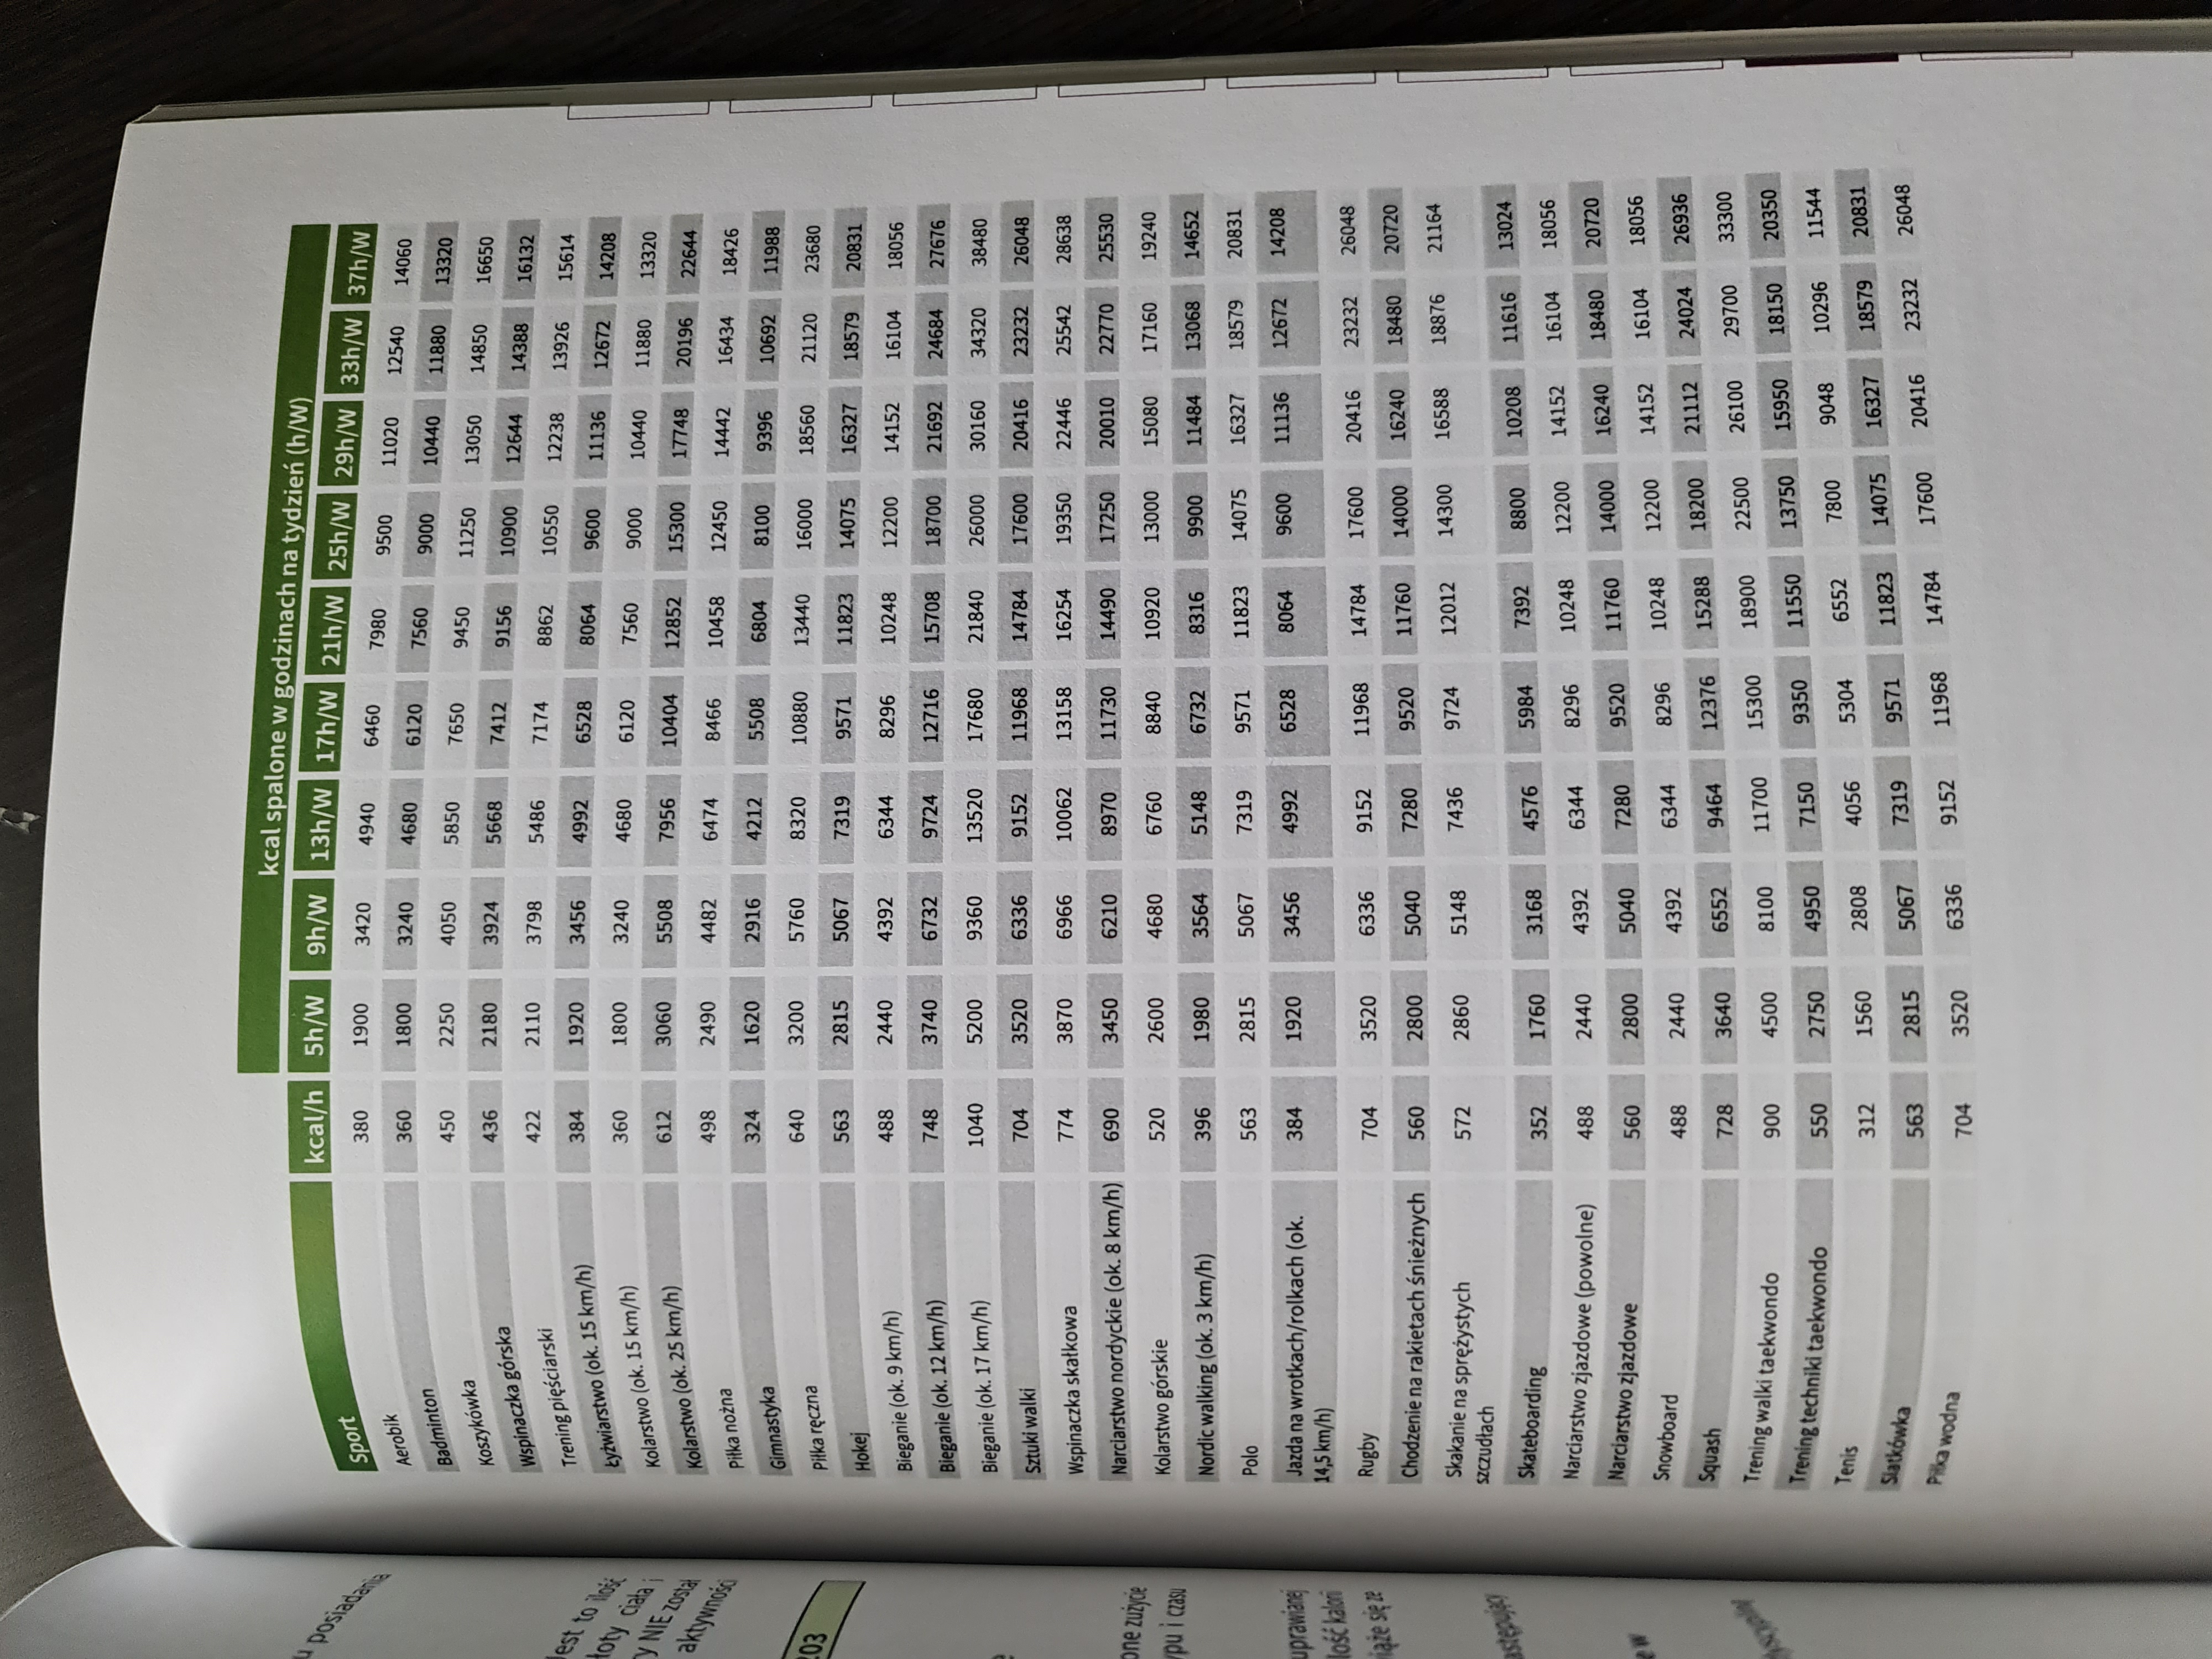 u posiadania
Jest to ilość
ciała i
NIE został
aktywności
203
zużycie
i czasu
uprawianej
ilość kalorii
się ze
w
kcal spalone w godzinach na tydzień (h/W)
Sport kcal/h 5h/W 9h/W 13h/W 17h/W 21h/W 25h/W 29h/W 33h/W 37h/W
Aerobik 380 1900 3420 4940 6460 7980 9500 11020 12540 14060
Badminton 360 1800 3240 4680 6120 7560 9000 10440 11880 13320
Koszykówka 450 2250 4050 5850 7650 9450 11250 13050 14850 16650
Wspinaczka górska 436 2180 3924 5668 7412 9156 10900 12644 14388 16132
Trening pięściarski 422 2110 3798 5486 7174 8862 10550 12238 13926 15614
Łyżwiarstwo (ok. 15 km/h) 384 1920 3456 4992 6528 8064 9600 11136 12672 14208
Kolarstwo (ok. 15 km/h) 360 1800 3240 4680 6120 7560 9000 10440 11880 13320
Kolarstwo (ok. 25 km/h) 612 3060 5508 7956 10404 12852 15300 17748 20196 22644
Piłka nożna 498 2490 4482 6474 8466 10458 12450 14442 16434 18426
Gimnastyka 324 1620 2916 4212 5508 6804 8100 9396 10692 11988
Piłka ręczna 640 3200 5760 8320 10880 13440 16000 18560 21120 23680
Hokej 563 2815 5067 7319 9571 11823 14075 16327 18579 20831
Bieganie (ok. 9 km/h) 488 2440 4392 6344 8296 10248 12200 14152 16104 18056
Bieganie (ok. 12 km/h) 748 3740 6732 9724 12716 15708 18700 21692 24684 27676
Bieganie (ok. 17 km/h) 1040 5200 9360 13520 17680 21840 26000 30160 34320 38480
Sztuki walki 704 3520 6336 9152 11968 14784 17600 20416 23232 26048
Wspinaczka skałkowa 774 3870 6966 10062 13158 16254 19350 22446 25542 28638
Narciarstwo nordyckie (ok. 8 km/h) 690 3450 6210 8970 11730 14490 17250 20010 22770 25530
Kolarstwo górskie 520 2600 4680 6760 8840 10920 13000 15080 17160 19240
Nordic walking (ok. 3 km/h) 396 1980 3564 5148 6732 8316 9900 11484 13068 14652
Polo 563 2815 5067 7319 9571 11823 14075 16327 18579 20831
Jazda na wrotkach/rolkach (ok. 384 1920 3456 4992 6528 8064 9600 11136 12672 14208
14,5 km/h)
Rugby 704 3520 6336 9152 11968 14784 17600 20416 23232 26048
Chodzenie na rakietach śnieżnych 560 2800 5040 7280 9520 11760 14000 16240 18480 20720
Skakanie na sprężystych 572 2860 5148 7436 9724 12012 14300 16588 18876 21164
szczudłach
Skateboarding 352 1760 3168 4576 5984 7392 8800 10208 11616 13024
Narciarstwo zjazdowe (powolne) 488 2440 4392 6344 8296 10248 12200 14152 16104 18056
Narciarstwo zjazdowe 560 2800 5040 7280 9520 11760 14000 16240 18480 20720
Snowboard 488 2440 4392 6344 8296 10248 12200 14152 16104 18056
Squash 728 3640 6552 9464 12376 15288 18200 21112 24024 26936
Trening walki taekwondo 900 4500 8100 11700 15300 18900 22500 26100 29700 33300
Trening techniki taekwondo 550 2750 4950 7150 9350 11550 13750 15950 18150 20350
Tenis 312 1560 2808 4056 5304 6552 7800 9048 10296 11544
Siatkówka 563 2815 5067 7319 9571 11823 14075 16327 18579 20831
Piłka wodna 704 3520 6336 9152 11968 14784 17600 20416 23232 26048